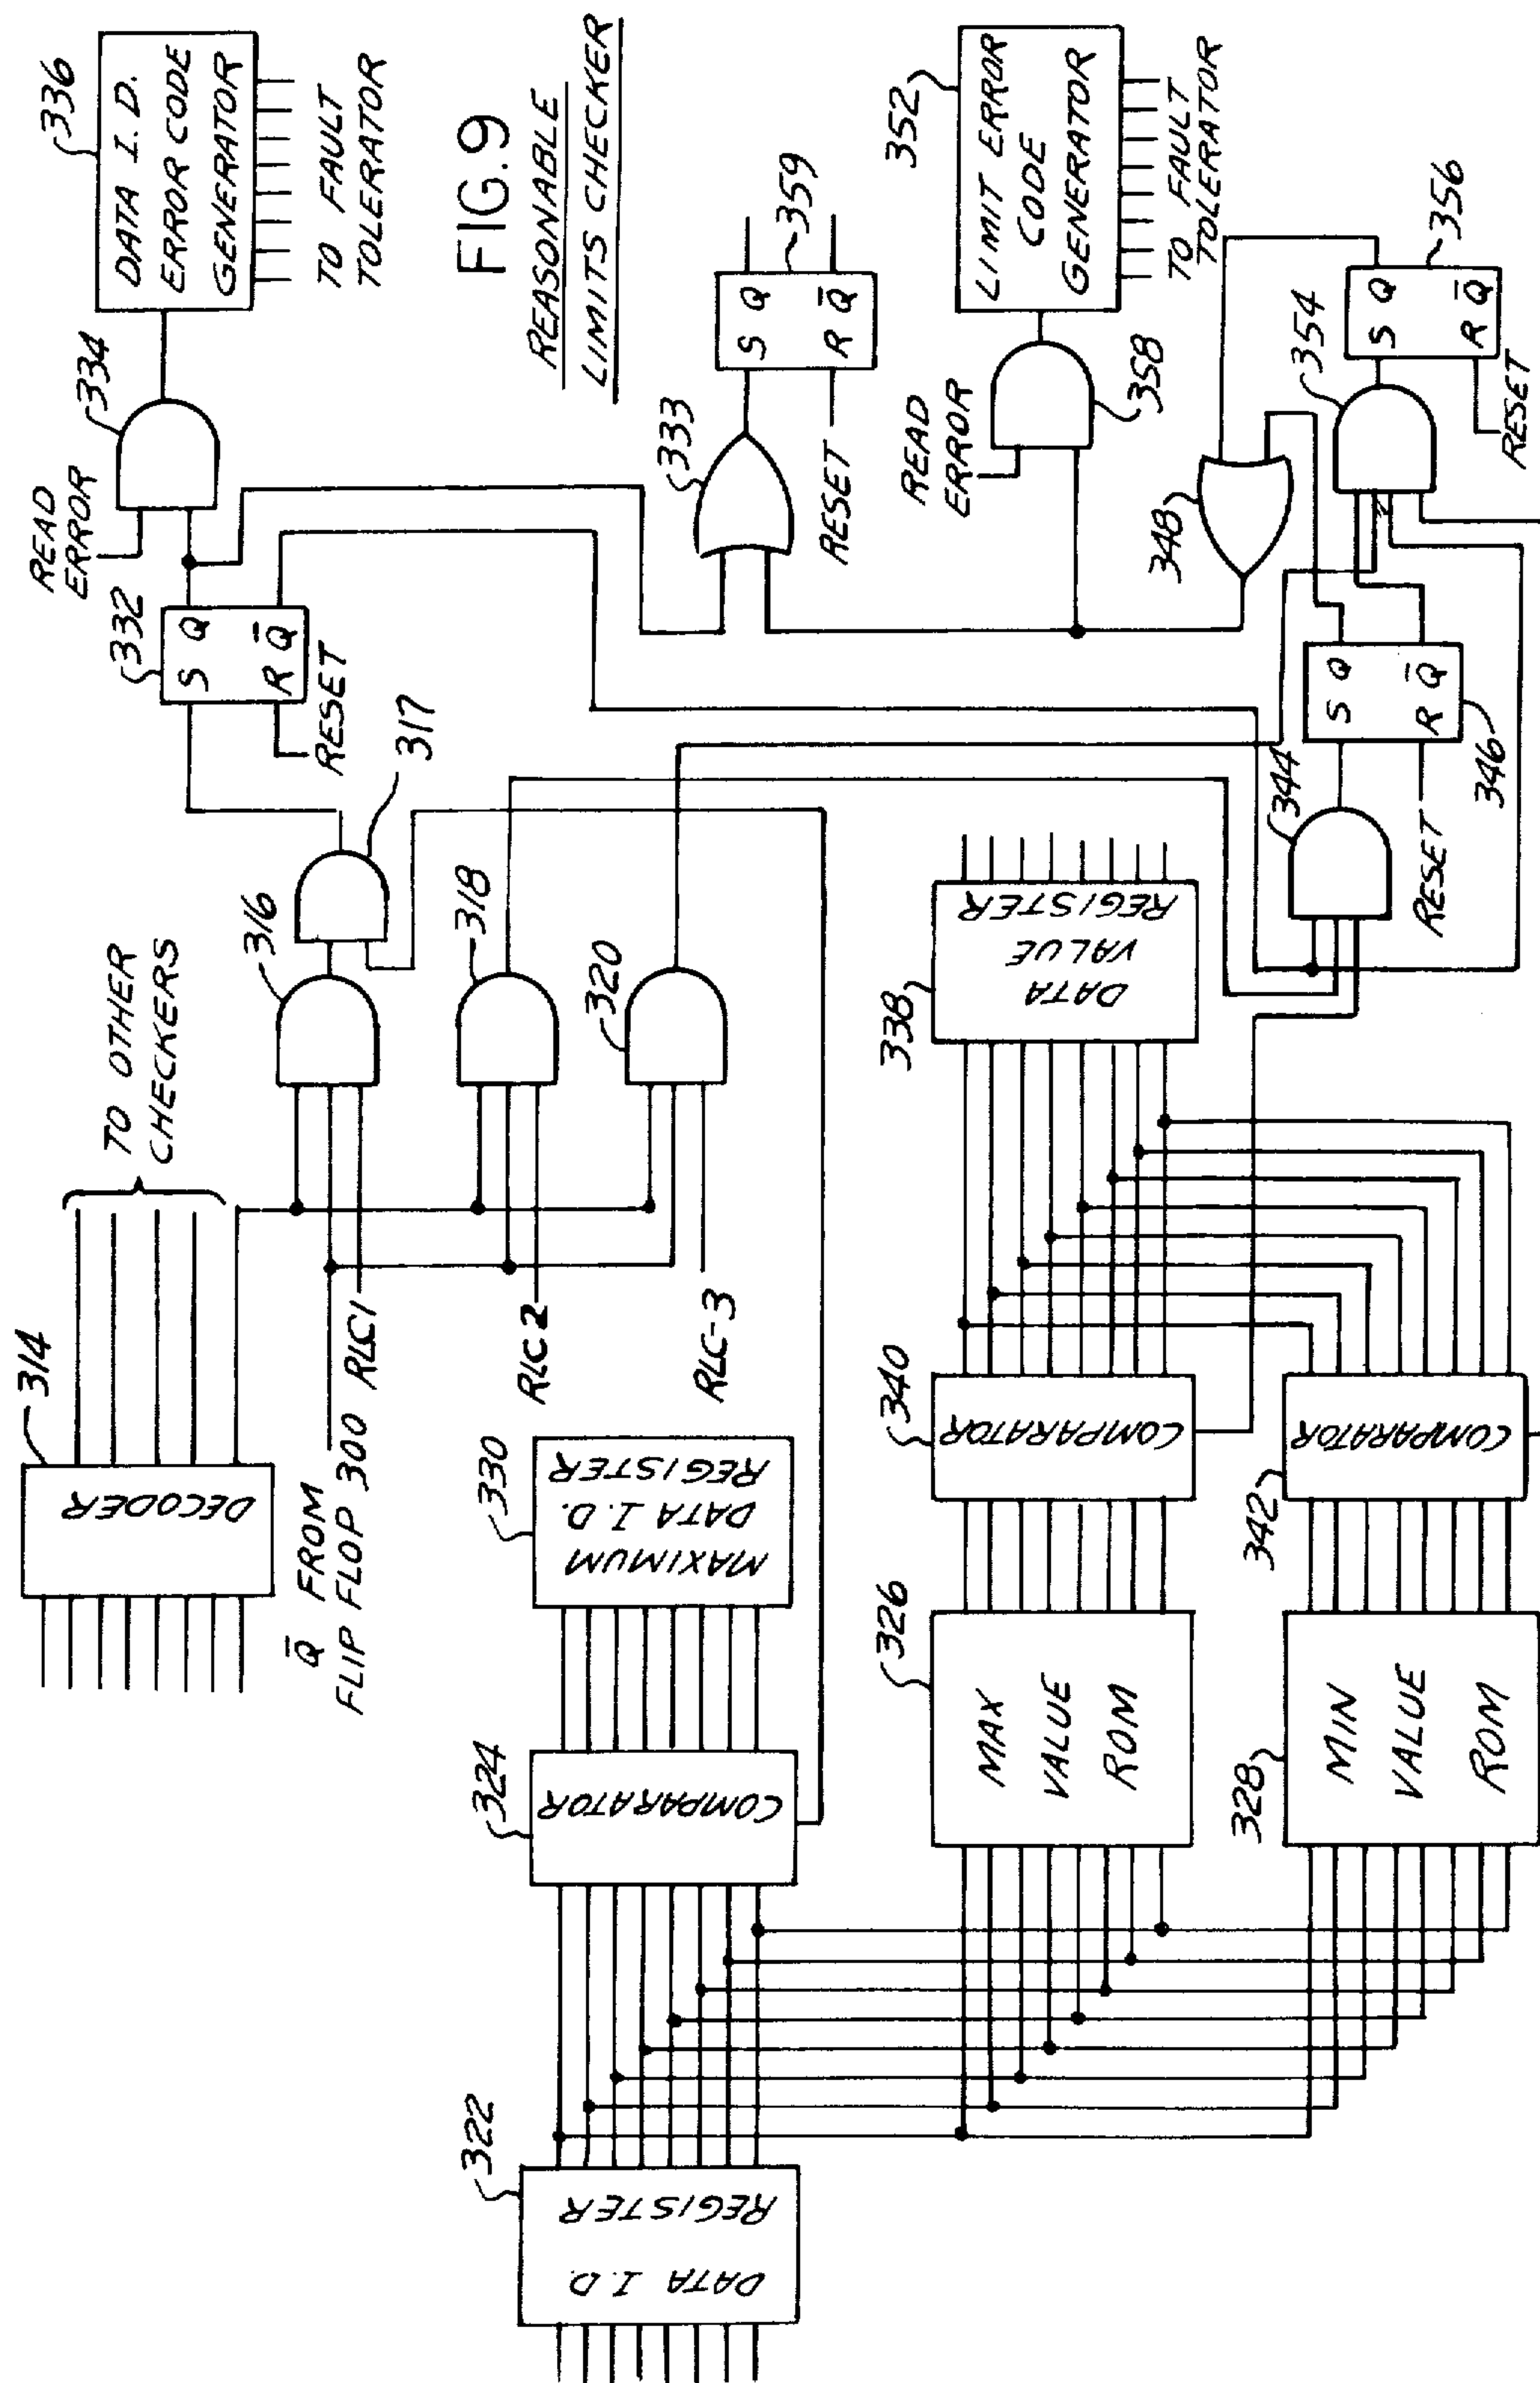 FIG.9
REASONABLE
LIMITS CHECKER
314
DECODER
TO OTHER
CHECKERS
Q̄ FROM
FLIP FLOP 300
RLC1
RLC2
RLC-3
316
317
318
320
READ
ERROR
332
S Q
R Q̄
RESET
334
336
DATA I.D.
ERROR CODE
GENERATOR
TO FAULT
TOLERATOR
322
DATA I.D.
REGISTER
324
COMPARATOR
330
MAXIMUM
DATA I.D.
REGISTER
333
S Q
R Q̄
RESET
359
326
MAX
VALUE
ROM
340
COMPARATOR
338
DATA
VALUE
REGISTER
READ
ERROR
358
352
LIMIT ERROR
CODE
GENERATOR
TO FAULT
TOLERATOR
328
MIN
VALUE
ROM
342
COMPARATOR
344
S Q
R Q̄
RESET
346
348
354
S Q
R Q̄
RESET
356